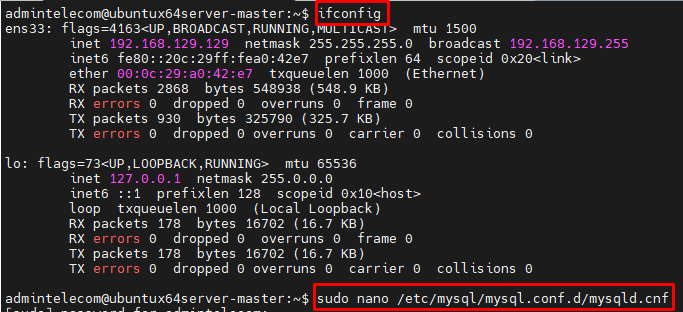 admintelecom@ubuntux64server-master:~$ ifconfig
ens33: flags=4163<UP,BROADCAST,RUNNING,MULTICAST>  mtu 1500
inet 192.168.129.129  netmask 255.255.255.0  broadcast 192.168.129.255
inet6 fe80::20c:29ff:fea0:42e7  prefixlen 64  scopeid 0x20<link>
ether 00:0c:29:a0:42:e7  txqueuelen 1000  (Ethernet)
RX packets 2868  bytes 548938 (548.9 KB)
RX errors 0  dropped 0  overruns 0  frame 0
TX packets 930  bytes 325790 (325.7 KB)
TX errors 0  dropped 0 overruns 0  carrier 0  collisions 0
lo: flags=73<UP,LOOPBACK,RUNNING>  mtu 65536
inet 127.0.0.1  netmask 255.0.0.0
inet6 ::1  prefixlen 128  scopeid 0x10<host>
loop  txqueuelen 1000  (Local Loopback)
RX packets 178  bytes 16702 (16.7 KB)
RX errors 0  dropped 0  overruns 0  frame 0
TX packets 178  bytes 16702 (16.7 KB)
TX errors 0  dropped 0 overruns 0  carrier 0  collisions 0
admintelecom@ubuntux64server-master:~$ sudo nano /etc/mysql/mysql.conf.d/mysqld.cnf
[sudo] password for admintelecom: